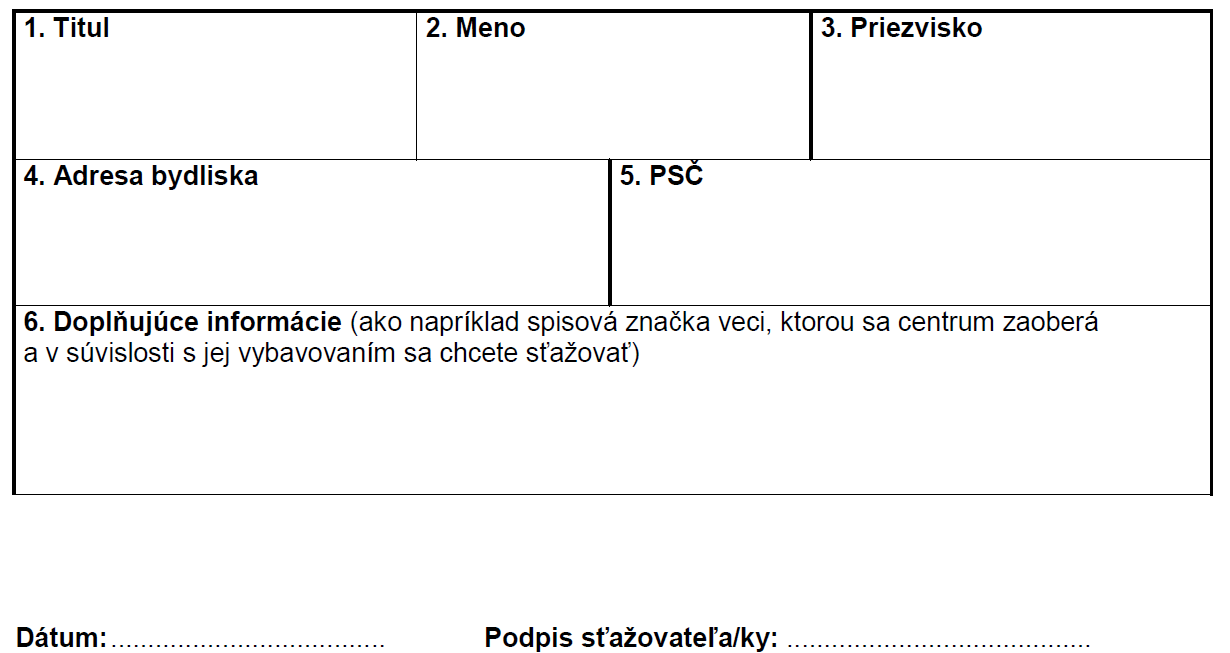 1. Titul
2. Meno
3. Priezvisko
4. Adresa bydliska
5. PSČ
6. Doplňujúce informácie (ako napríklad spisová značka veci, ktorou sa centrum zaoberá
a v súvislosti s jej vybavovaním sa chcete sťažovať)
Dátum:..................................... Podpis sťažovateľa/ky: .........................................